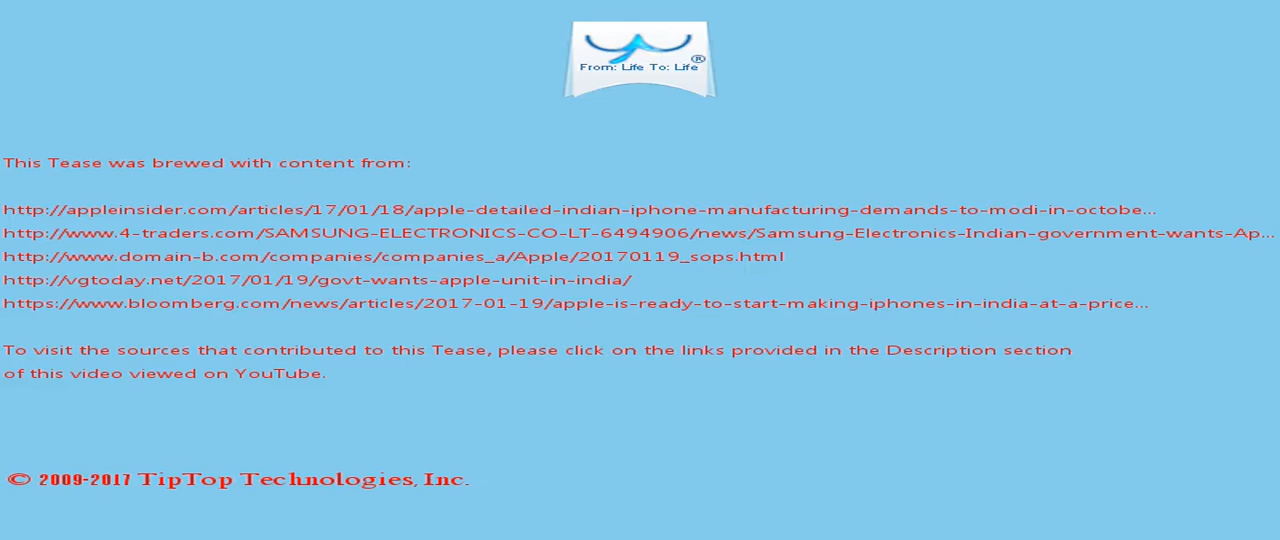 From: Life To: Life®
This Tease was brewed with content from:
http://appleinsider.com/articles/17/01/18/apple-detailed-indian-iphone-manufacturing-demands-to-modi-in-octobe...
http://www.4-traders.com/SAMSUNG-ELECTRONICS-CO-LT-6494906/news/Samsung-Electronics-Indian-government-wants-Ap...
http://www.domain-b.com/companies/companies_a/Apple/20170119_sops.html
http://vgtoday.net/2017/01/19/govt-wants-apple-unit-in-india/
https://www.bloomberg.com/news/articles/2017-01-19/apple-is-ready-to-start-making-iphones-in-india-at-a-price...
To visit the sources that contributed to this Tease, please click on the links provided in the Description section
of this video viewed on YouTube.
© 2009-2017 TipTop Technologies, Inc.